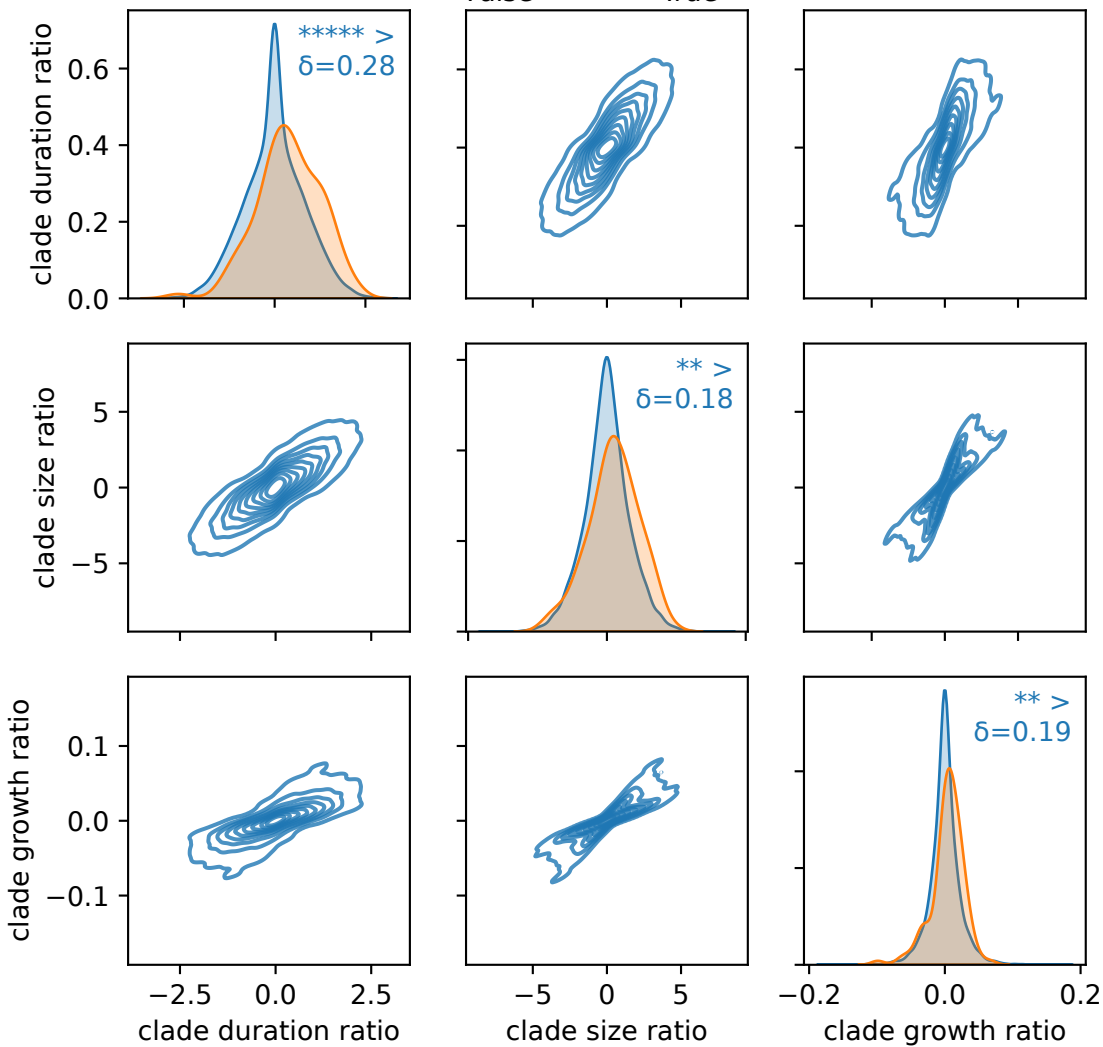 ***** >
δ=0.28
clade duration ratio
0.6
0.4
0.2
0.0
** >
δ=0.18
clade size ratio
5
0
−5
** >
δ=0.19
clade growth ratio
0.1
0.0
−0.1
−2.5 0.0 2.5
−5 0 5
−0.2 0.0 0.2
clade duration ratio
clade size ratio
clade growth ratio